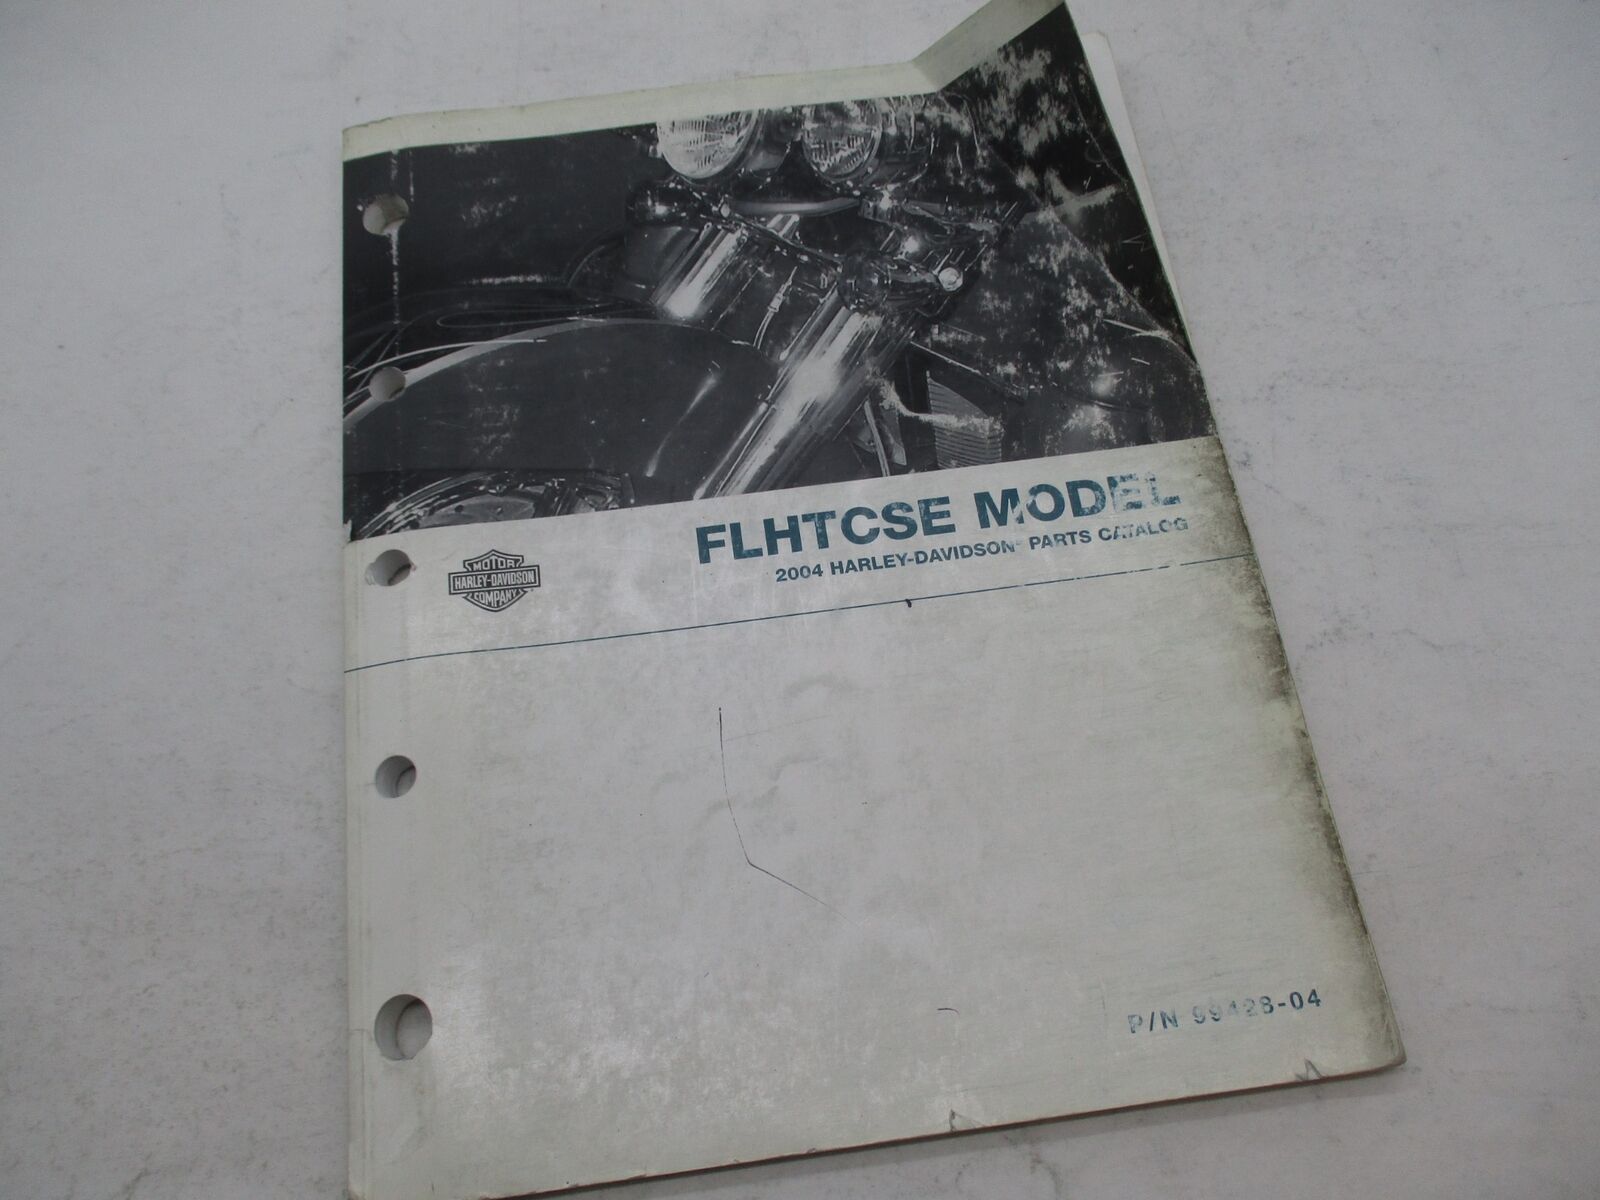 FLHTCSE MODEL
2004 HARLEY-DAVIDSON® PARTS CATALOG
MOTOR
HARLEY-DAVIDSON
COMPANY
P/N 99428-04